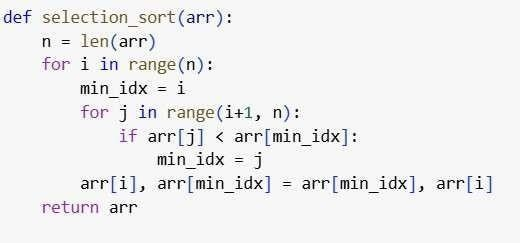 def selection_sort(arr):
    n = len(arr)
    for i in range(n):
        min_idx = i
        for j in range(i+1, n):
            if arr[j] < arr[min_idx]:
                min_idx = j
        arr[i], arr[min_idx] = arr[min_idx], arr[i]
    return arr